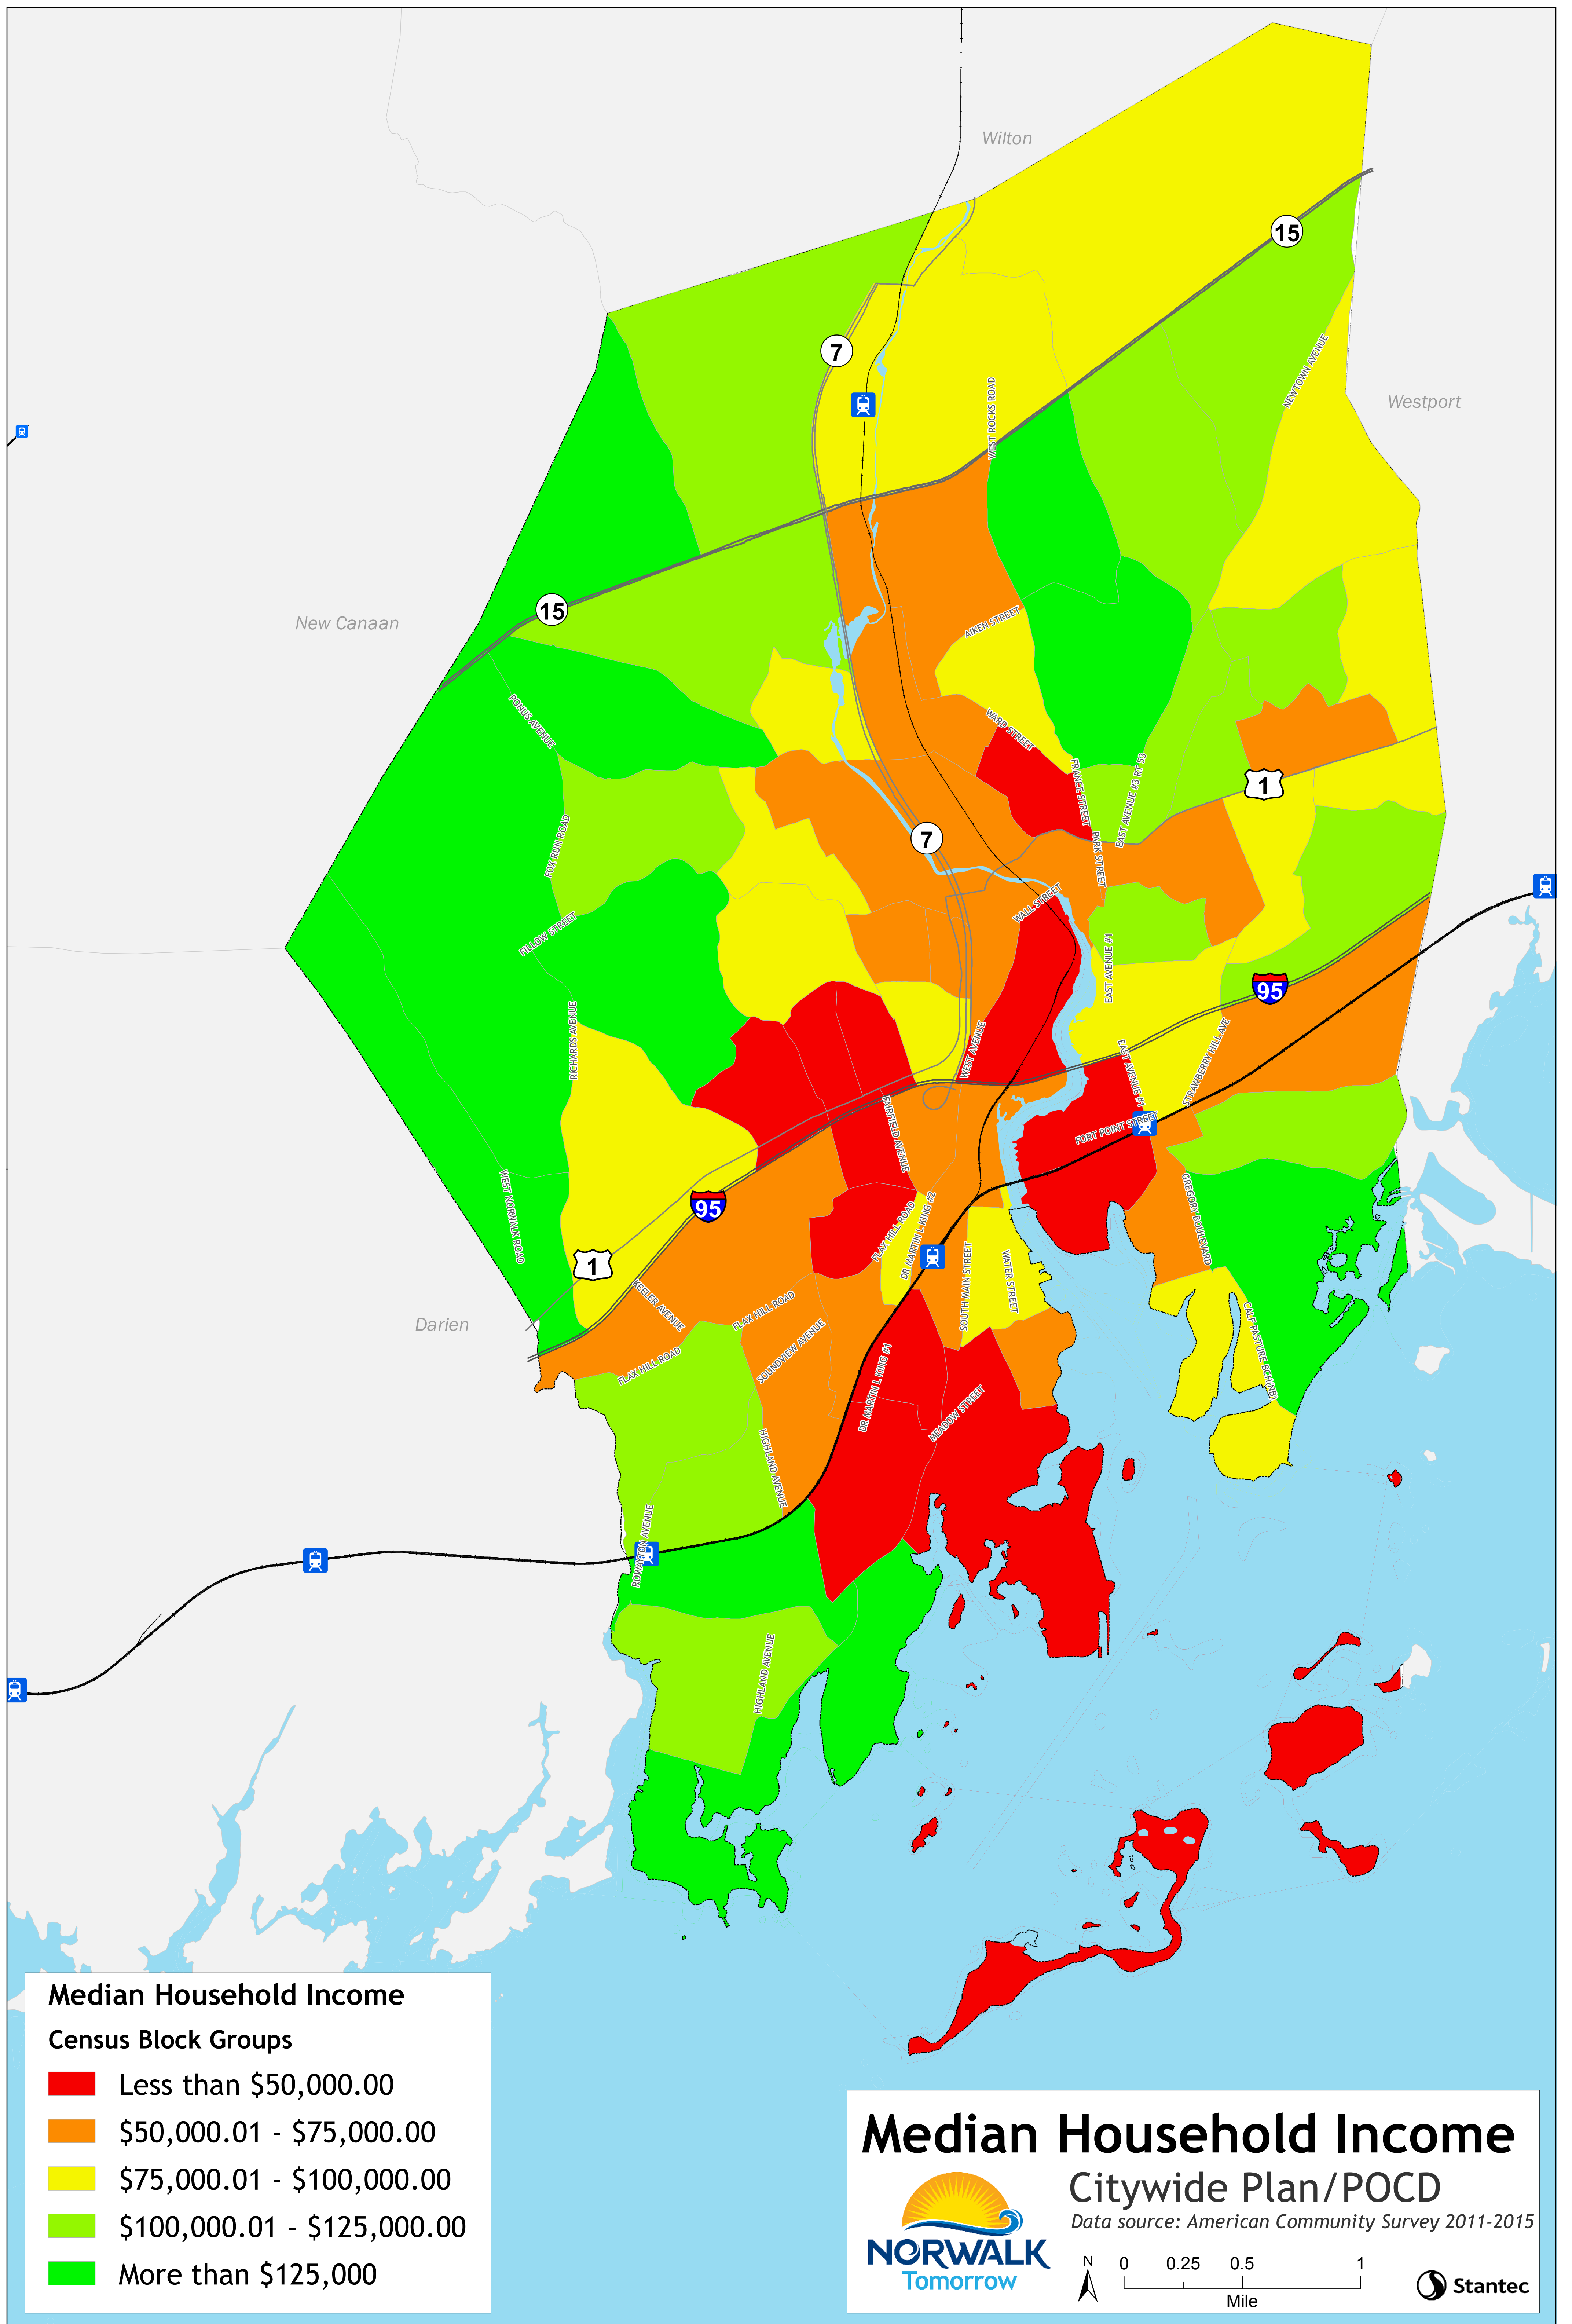 Wilton
15
7
NEWTOWN AVENUE
WEST ROCKS ROAD
Westport
15
New Canaan
AIKEN STREET
PONUS AVENUE
WARD STREET
FRANCE STREET
EAST AVENUE #3 RT 53
1
FOX RUN ROAD
7
PARK STREET
WALL STREET
FILLOW STREET
EAST AVENUE #1
95
RICHARDS AVENUE
WEST AVENUE
EAST AVENUE #1
STRAWBERRY HILL AVE
FAIRFIELD AVENUE
FORT POINT STREET
WEST NORWALK ROAD
95
FLAX HILL ROAD
DR MARTIN L KING #2
GREGORY BOULEVARD
1
SOUTH MAIN STREET
WATER STREET
KEELER AVENUE
FLAX HILL ROAD
Darien
SOUNDVIEW AVENUE
CALF PASTURE BCH(NB)
FLAX HILL ROAD
DR MARTIN L KING #1
MEADOW STREET
HIGHLAND AVENUE
ROWAYTON AVENUE
HIGHLAND AVENUE
Median Household Income
Census Block Groups
Less than $50,000.00
$50,000.01 - $75,000.00
$75,000.01 - $100,000.00
$100,000.01 - $125,000.00
More than $125,000
Median Household Income
Citywide Plan/POCD
Data source: American Community Survey 2011-2015
NORWALK
Tomorrow
N
0 0.25 0.5 1
Mile
Stantec